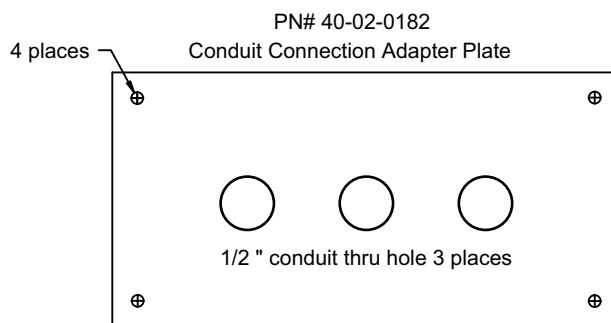 PN# 40-02-0182
4 places
Conduit Connection Adapter Plate
1/2 " conduit thru hole 3 places